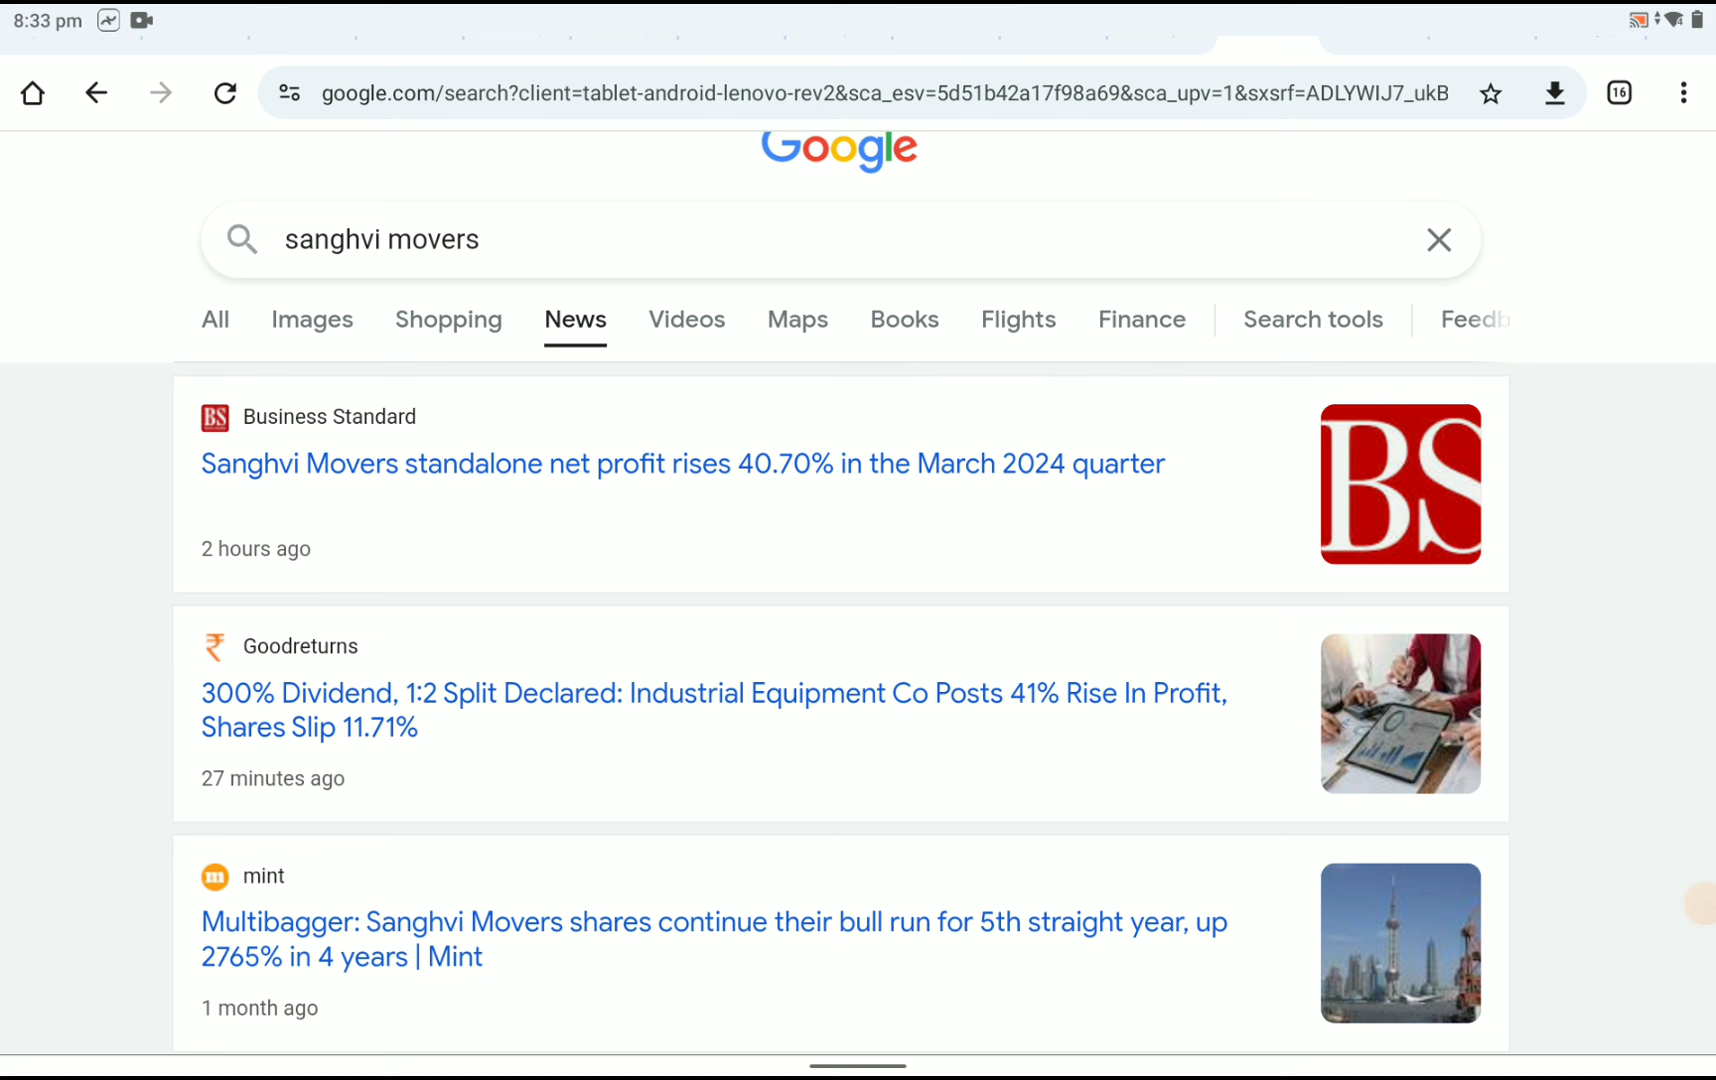 8:33 pm
google.com/search?client=tablet-android-lenovo-rev2&sca_esv=5d51b42a17f98a69&sca_upv=1&sxsrf=ADLYWIJ7_ukB
16
Google
sanghvi movers
All Images Shopping News Videos Maps Books Flights Finance Search tools Feedb
BS Business Standard
Sanghvi Movers standalone net profit rises 40.70% in the March 2024 quarter
2 hours ago
BS
₹ Goodreturns
300% Dividend, 1:2 Split Declared: Industrial Equipment Co Posts 41% Rise In Profit,
Shares Slip 11.71%
27 minutes ago
m mint
Multibagger: Sanghvi Movers shares continue their bull run for 5th straight year, up
2765% in 4 years | Mint
1 month ago